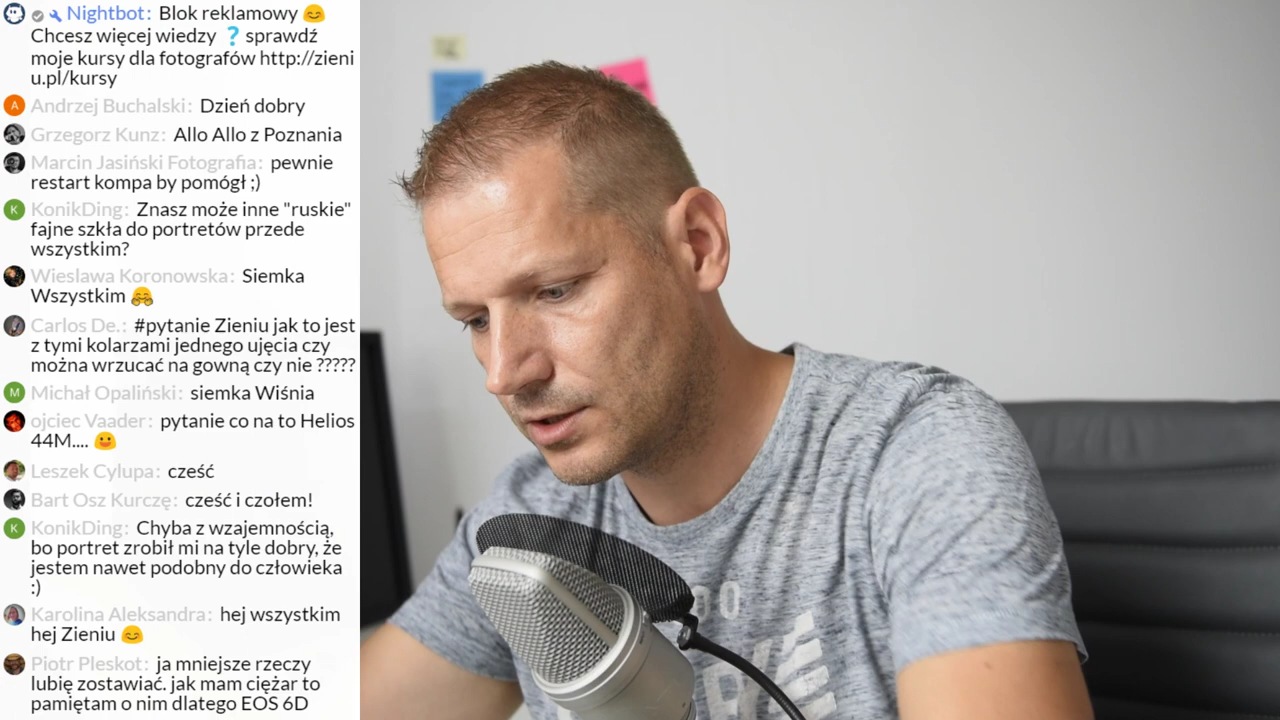 Nightbot: Blok reklamowy 😊
Chcesz więcej wiedzy ❓ sprawdź
moje kursy dla fotografów http://zieni
u.pl/kursy
Andrzej Buchalski: Dzień dobry
Grzegorz Kunz: Allo Allo z Poznania
Marcin Jasiński Fotografia: pewnie
restart kompa by pomógł ;)
KonikDing: Znasz może inne "ruskie"
fajne szkła do portretów przede
wszystkim?
Wieslawa Koronowska: Siemka
Wszystkim 🤗
Carlos De.: #pytanie Zieniu jak to jest
z tymi kolarzami jednego ujęcia czy
można wrzucać na gowną czy nie ?????
Michał Opaliński: siemka Wiśnia
ojciec Vaader: pytanie co na to Helios
44M.... 😀
Leszek Cylupa: cześć
Bart Osz Kurczę: cześć i czołem!
KonikDing: Chyba z wzajemnością,
bo portret zrobił mi na tyle dobry, że
jestem nawet podobny do człowieka
:)
Karolina Aleksandra: hej wszystkim
hej Zieniu 😊
Piotr Pleskot: ja mniejsze rzeczy
lubię zostawiać. jak mam ciężar to
pamiętam o nim dlatego EOS 6D